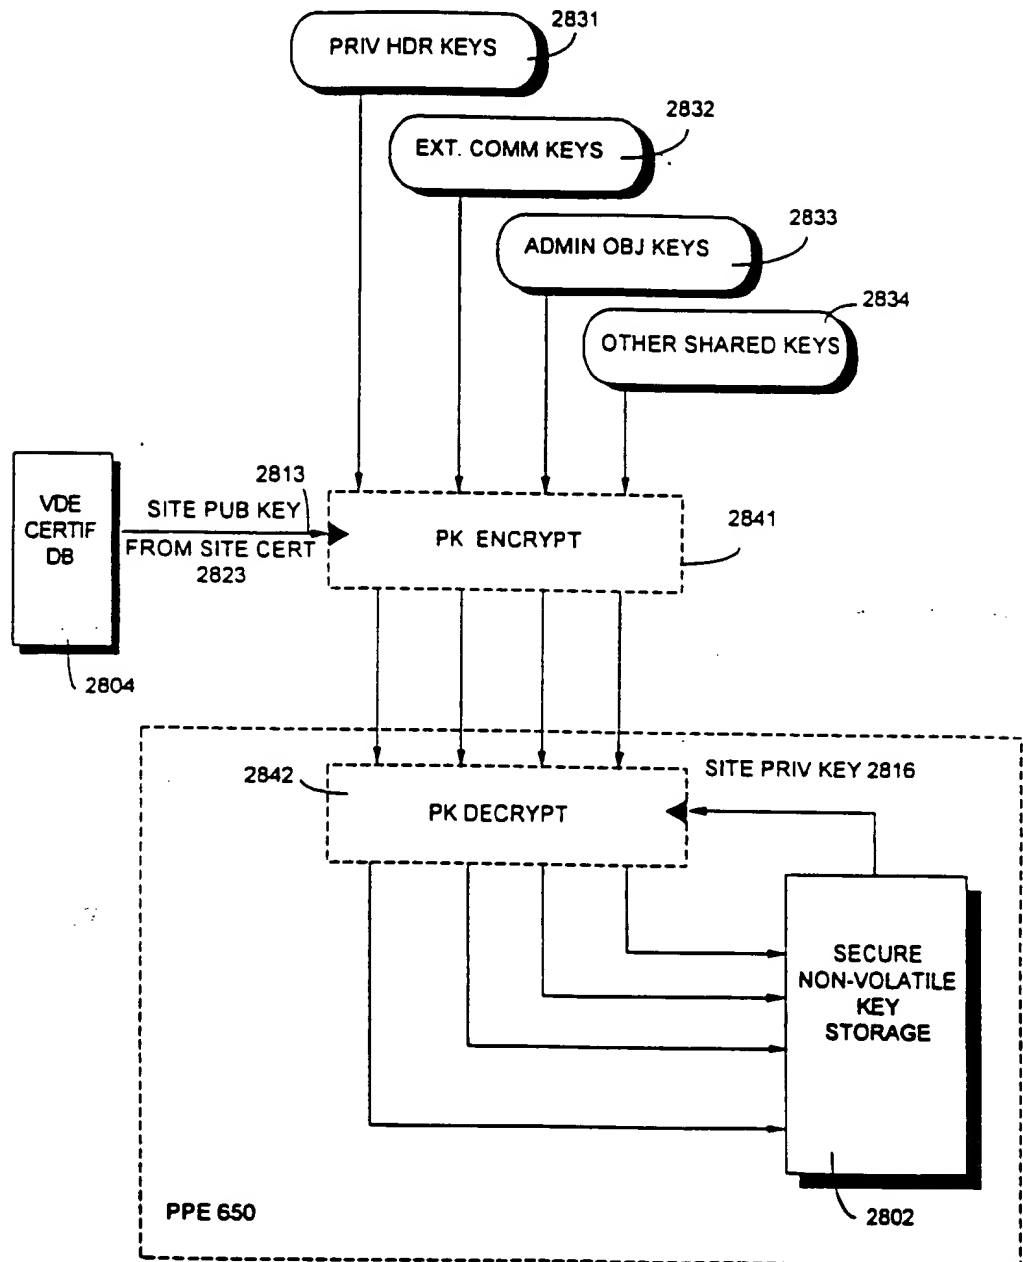 2831
PRIV HDR KEYS
2832
EXT. COMM KEYS
2833
ADMIN OBJ KEYS
2834
OTHER SHARED KEYS
VDE
CERTIF
DB
2813
SITE PUB KEY
FROM SITE CERT
2823
PK ENCRYPT
2841
2804
2842
PK DECRYPT
SITE PRIV KEY 2816
SECURE
NON-VOLATILE
KEY
STORAGE
PPE 650
2802